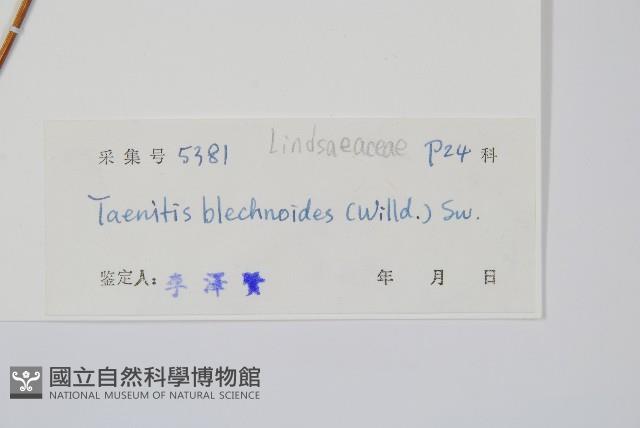 采集号 5381 Lindsaeaceae P24 科
Taenitis blechnoides (Willd.) Sw.
鉴定人: 李泽贤 年 月 日
國立自然科學博物館
NATIONAL MUSEUM OF NATURAL SCIENCE